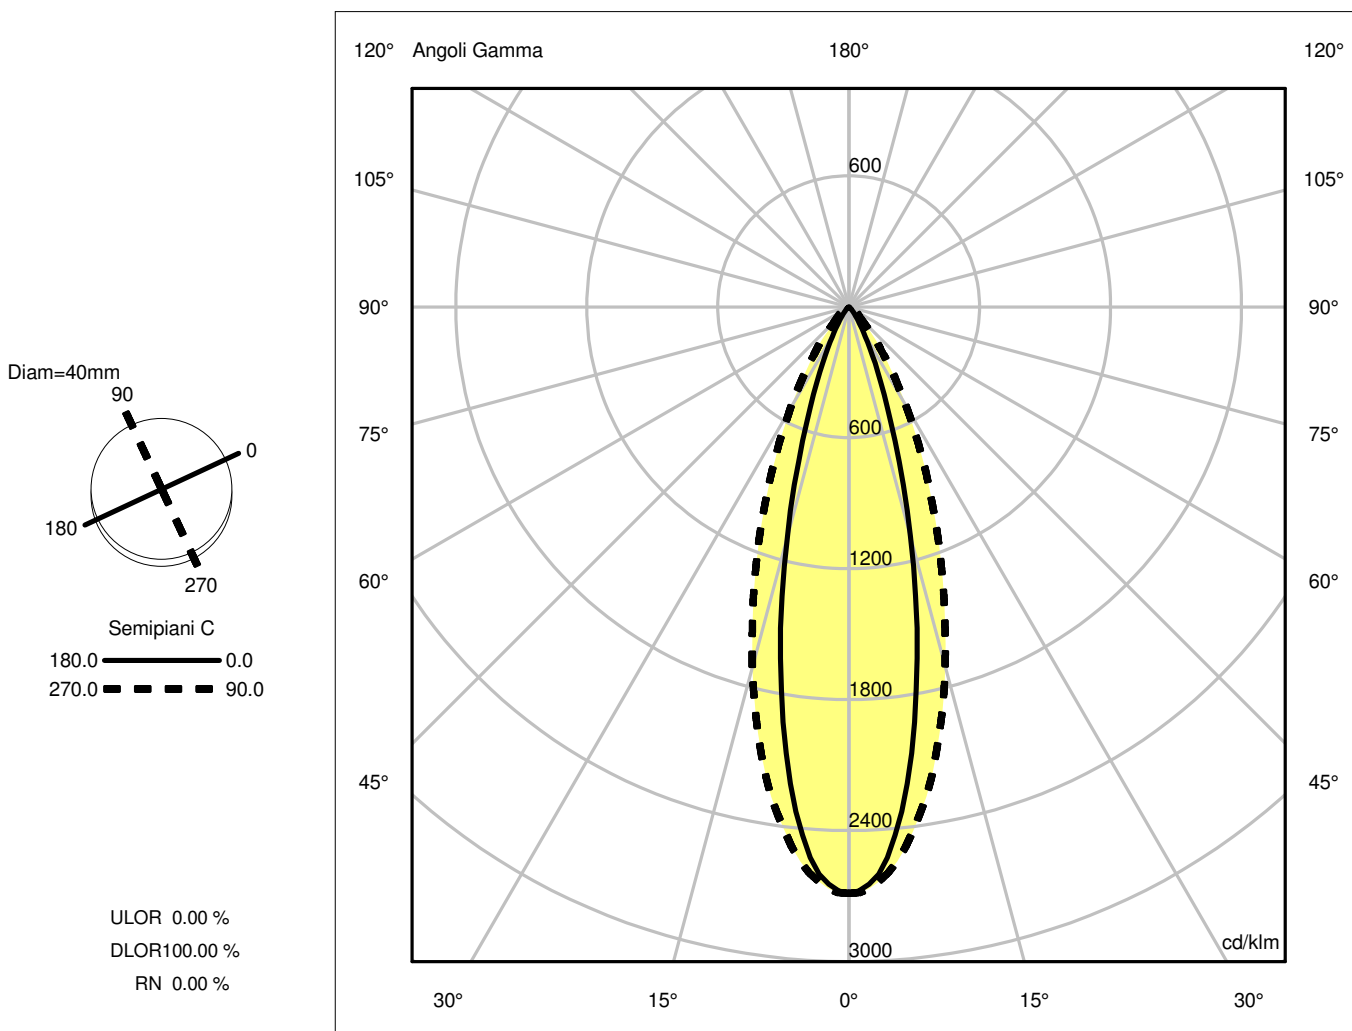 120° Angoli Gamma 180° 120°
600
105° 105°
90° 90°
Diam=40mm
90
0
180
270
600
75° 75°
1200
60° 60°
Semipiani C
180.0 0.0
270.0 90.0
1800
45° 45°
2400
ULOR 0.00 %
DLOR100.00 %
RN 0.00 %
cd/klm
3000
30° 15° 0° 15° 30°